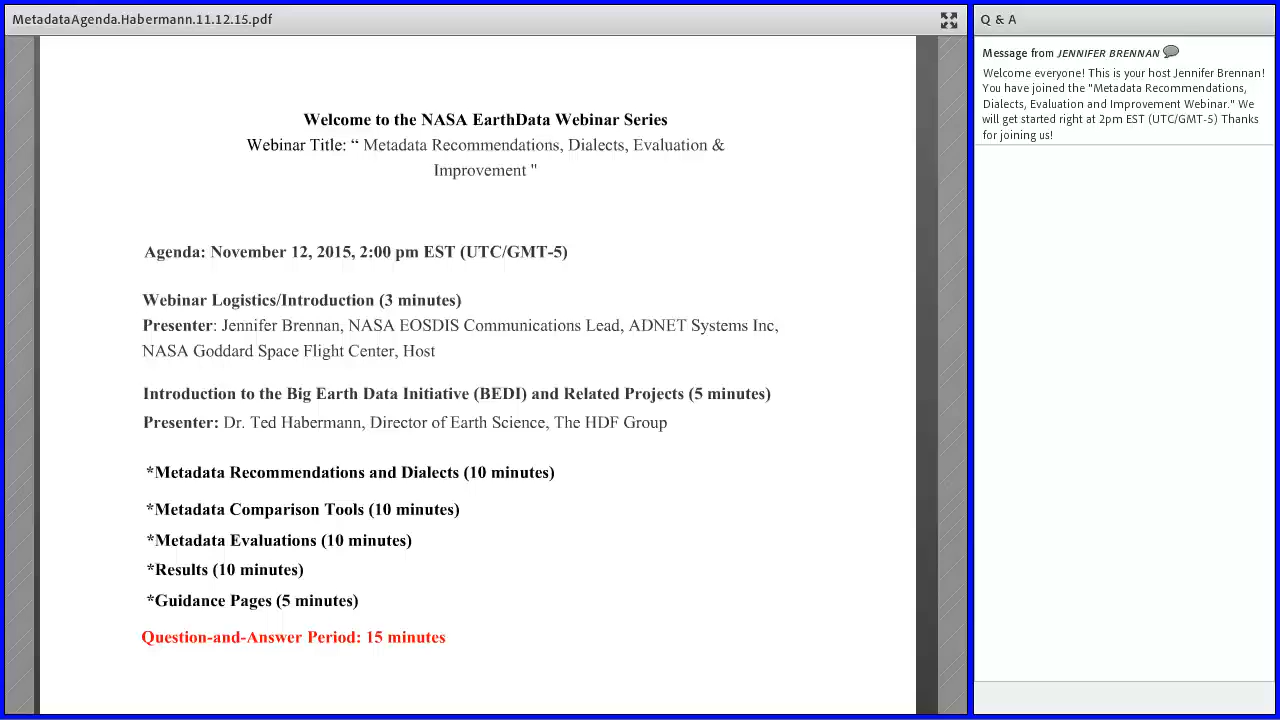 MetadataAgenda.Habermann.11.12.15.pdf
Welcome to the NASA EarthData Webinar Series
Webinar Title: “ Metadata Recommendations, Dialects, Evaluation &
Improvement "
Agenda: November 12, 2015, 2:00 pm EST (UTC/GMT-5)
Webinar Logistics/Introduction (3 minutes)
Presenter: Jennifer Brennan, NASA EOSDIS Communications Lead, ADNET Systems Inc,
NASA Goddard Space Flight Center, Host
Introduction to the Big Earth Data Initiative (BEDI) and Related Projects (5 minutes)
Presenter: Dr. Ted Habermann, Director of Earth Science, The HDF Group
*Metadata Recommendations and Dialects (10 minutes)
*Metadata Comparison Tools (10 minutes)
*Metadata Evaluations (10 minutes)
*Results (10 minutes)
*Guidance Pages (5 minutes)
Question-and-Answer Period: 15 minutes
Q & A
Message from JENNIFER BRENNAN
Welcome everyone! This is your host Jennifer Brennan!
You have joined the "Metadata Recommendations,
Dialects, Evaluation and Improvement Webinar." We
will get started right at 2pm EST (UTC/GMT-5) Thanks
for joining us!